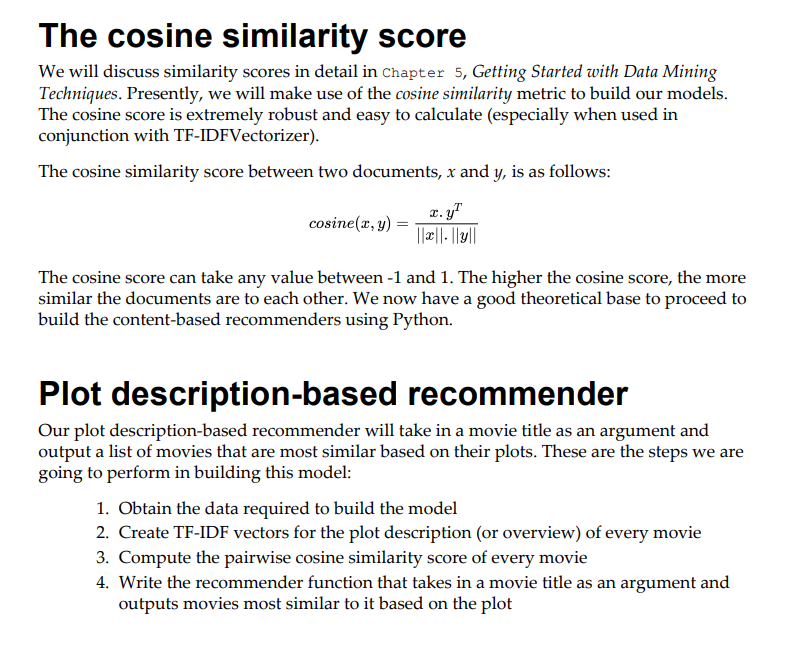 The cosine similarity score
We will discuss similarity scores in detail in Chapter 5, Getting Started with Data Mining
Techniques. Presently, we will make use of the cosine similarity metric to build our models.
The cosine score is extremely robust and easy to calculate (especially when used in
conjunction with TF-IDFVectorizer).
The cosine similarity score between two documents, x and y, is as follows:
cosine(x, y) = x. y^T / ||x||. ||y||
The cosine score can take any value between -1 and 1. The higher the cosine score, the more
similar the documents are to each other. We now have a good theoretical base to proceed to
build the content-based recommenders using Python.
Plot description-based recommender
Our plot description-based recommender will take in a movie title as an argument and
output a list of movies that are most similar based on their plots. These are the steps we are
going to perform in building this model:
1. Obtain the data required to build the model
2. Create TF-IDF vectors for the plot description (or overview) of every movie
3. Compute the pairwise cosine similarity score of every movie
4. Write the recommender function that takes in a movie title as an argument and
outputs movies most similar to it based on the plot